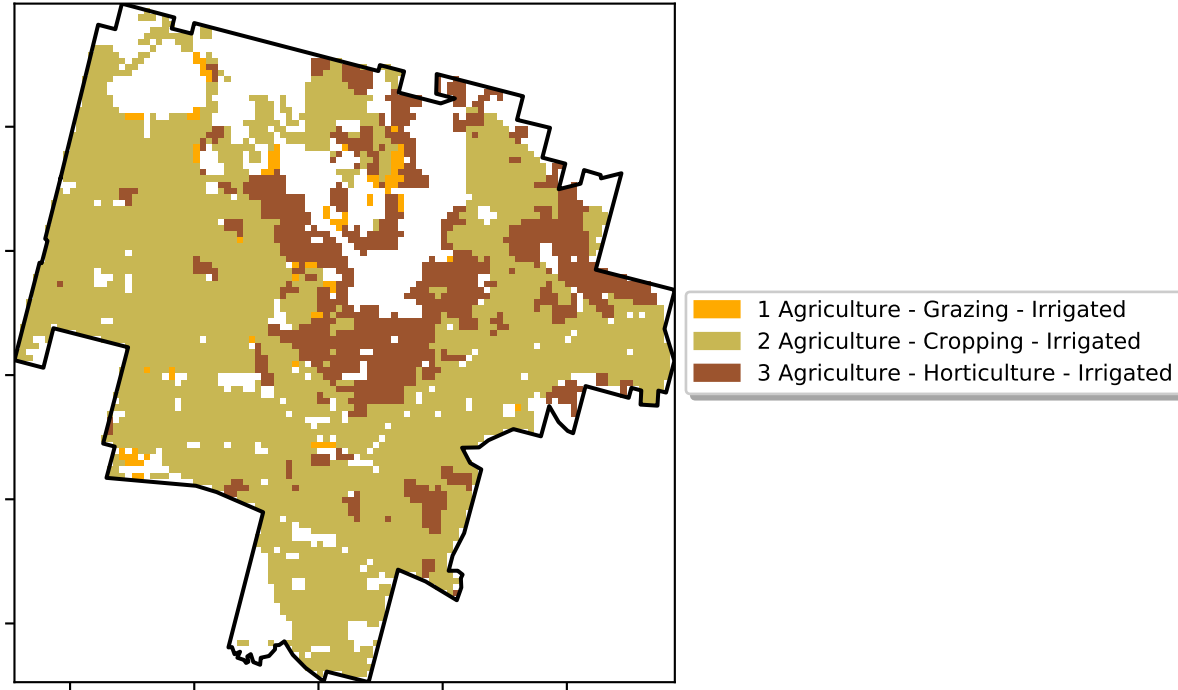 1 Agriculture - Grazing - Irrigated
2 Agriculture - Cropping - Irrigated
3 Agriculture - Horticulture - Irrigated